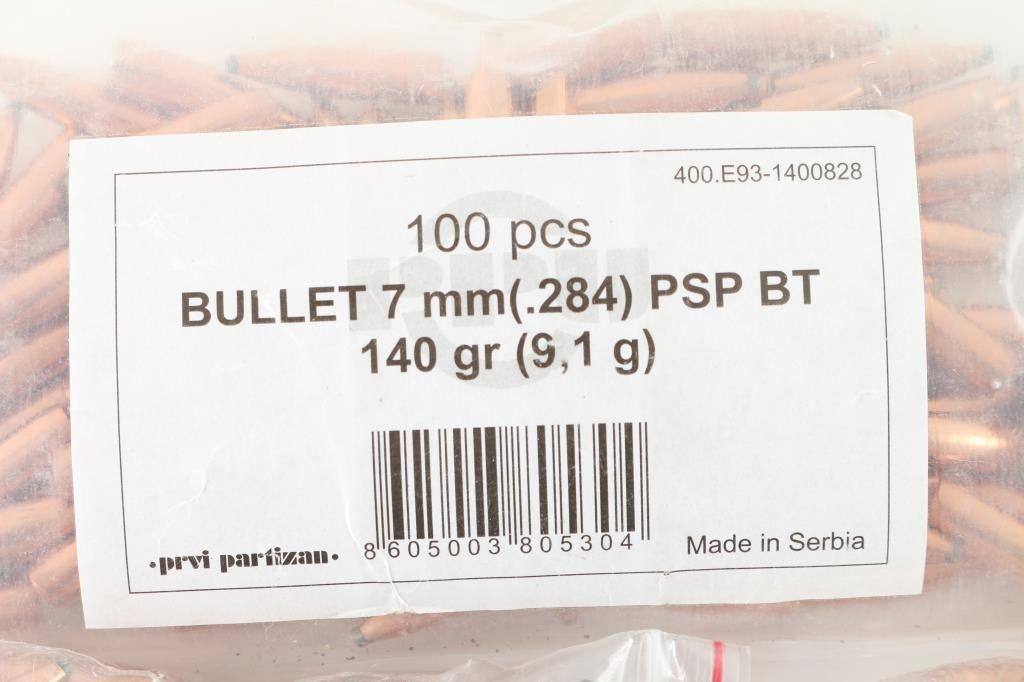 400.E93-1400828
100 pcs
BULLET 7 mm(.284) PSP BT
140 gr (9,1 g)
8 605003 805304
·prvi partizan·
Made in Serbia